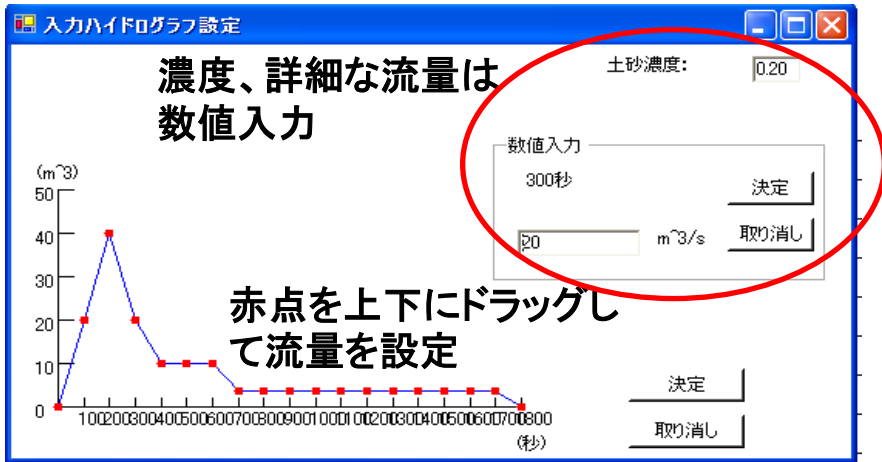 入力ハイドログラフ設定
濃度、詳細な流量は
数値入力
土砂濃度:
0.20
数値入力
300秒
決定
20
m^3/s
取り消し
(m^3)
50
40
30
20
10
0
赤点を上下にドラッグし
て流量を設定
100200300400500600700800900100011001200130014001500160017001800
(秒)
決定
取り消し